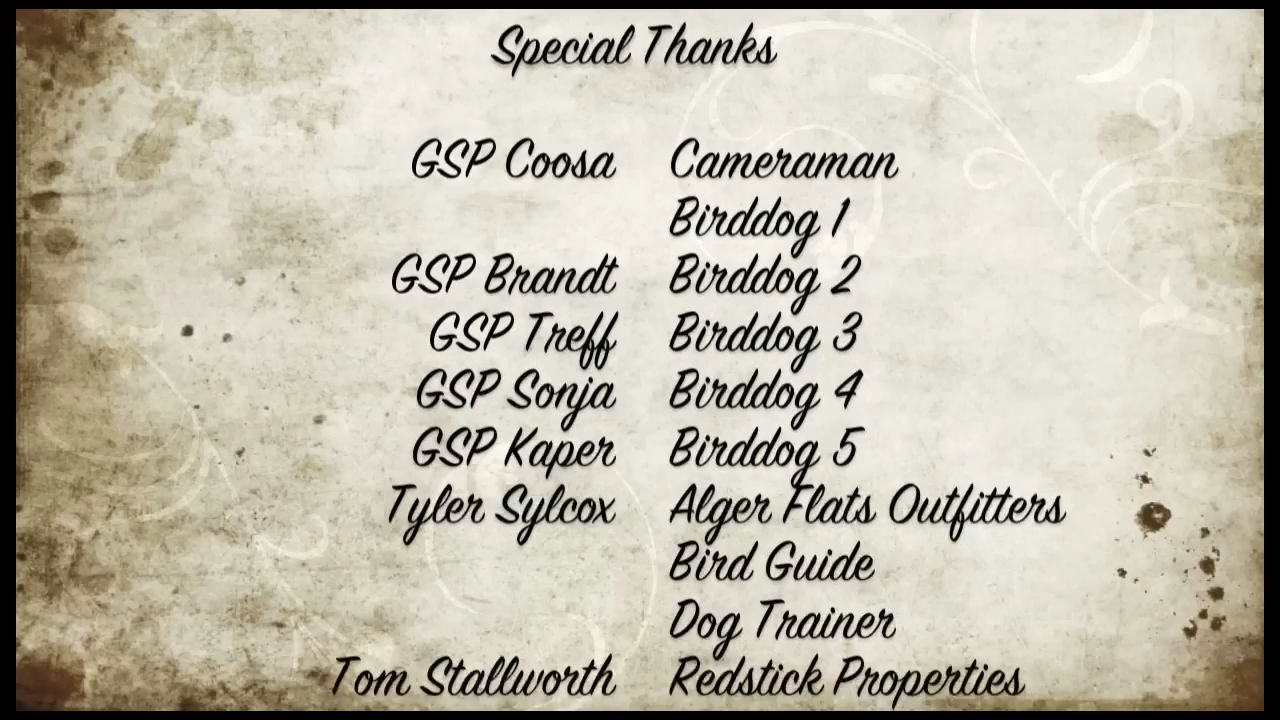 Special Thanks
GSP Coosa Cameraman
Birddog 1
GSP Brandt Birddog 2
GSP Treff Birddog 3
GSP Sonja Birddog 4
GSP Kaper Birddog 5
Tyler Sylcox Alger Flats Outfitters
Bird Guide
Dog Trainer
Tom Stallworth Redstick Properties